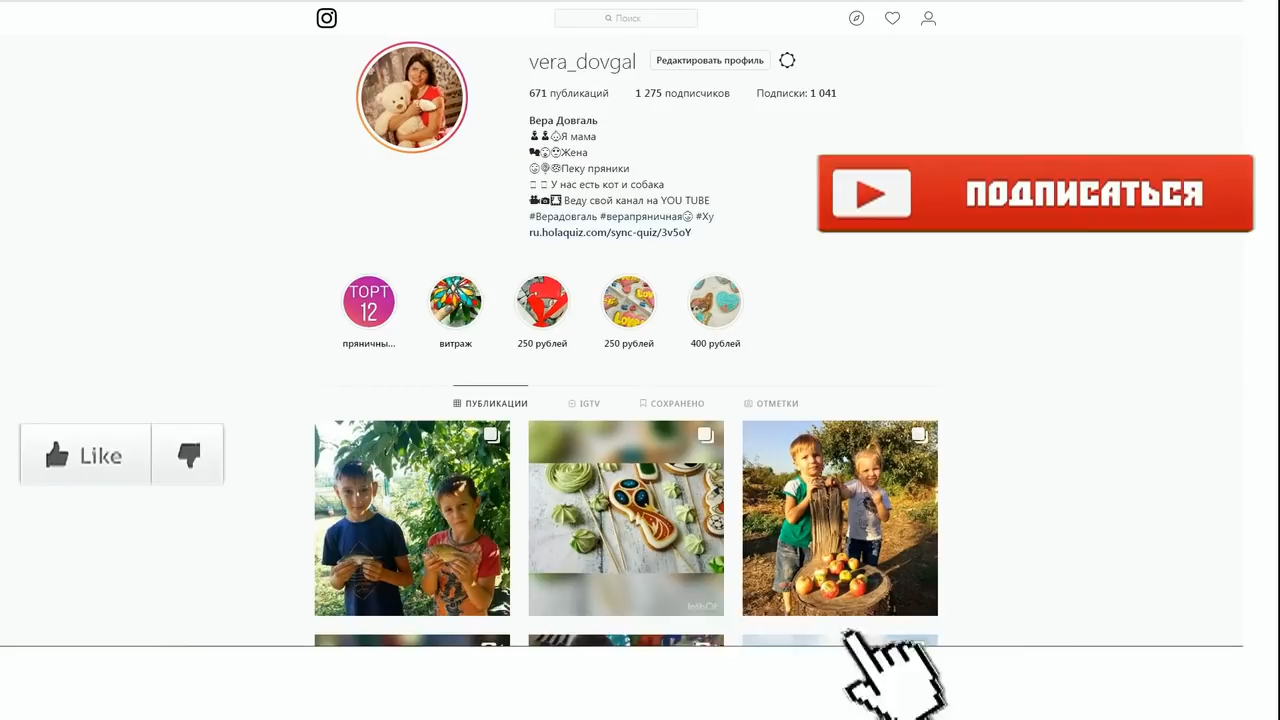 Поиск
vera_dovgal Редактировать профиль
671 публикаций 1 275 подписчиков Подписки: 1 041
Вера Довгаль
Я мама
Жена
Пеку пряники
У нас есть кот и собака
Веду свой канал на YOU TUBE
#Верадовгаль #верапряничная #Ху
ru.holaquiz.com/sync-quiz/3v5oY
ПОДПИСАТЬСЯ
ТОРТ
12
пряничны... витраж 250 рублей 250 рублей 400 рублей
ПУБЛИКАЦИИ IGTV СОХРАНЕНО ОТМЕТКИ
Like